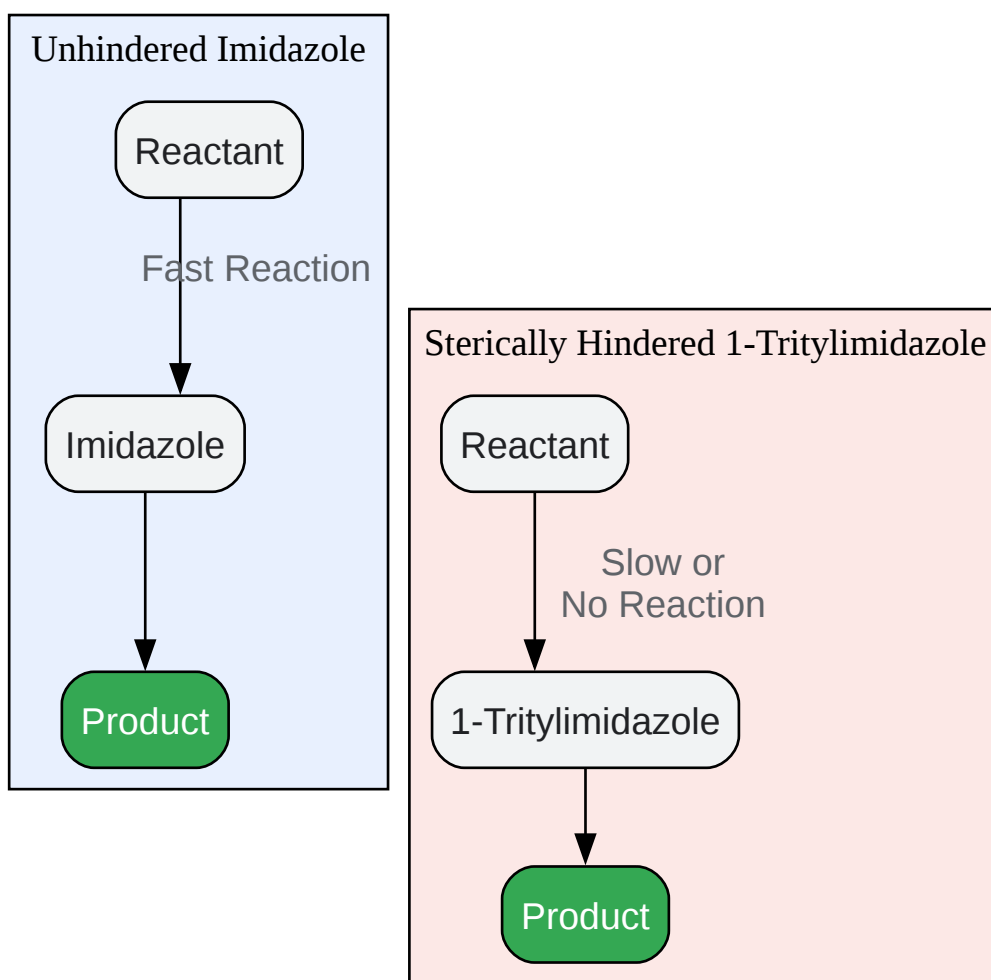 Unhindered Imidazole
Reactant
Fast Reaction
Imidazole
Product
Sterically Hindered 1-Tritylimidazole
Reactant
Slow or
No Reaction
1-Tritylimidazole
Product